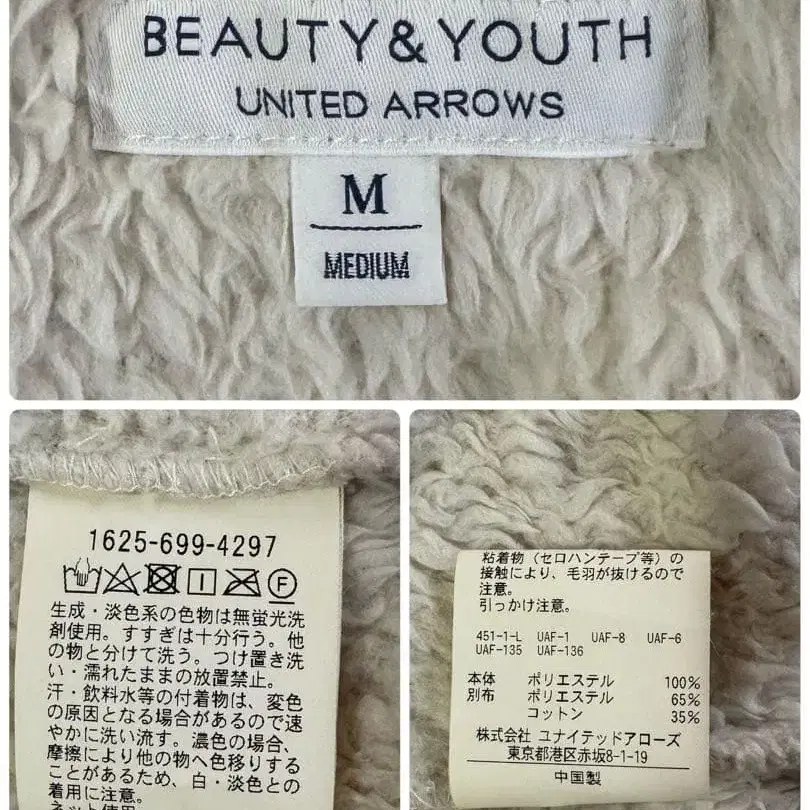 BEAUTY&YOUTH
UNITED ARROWS
M
MEDIUM
1625-699-4297
F
生成・淡色系の色物は無蛍光洗
剤使用。すすぎは十分行う。他
の物と分けて洗う。つけ置き洗
い・濡れたままの放置禁止。
汗・飲料水等の付着物は、変色
の原因となる場合があるので速
やかに洗い流す。濃色の場合、
摩擦により他の物へ色移りする
ことがあるため、白・淡色との
着用に注意。
ネット使用
粘着物（セロハンテープ等）の
接触により、毛羽が抜けるので
注意。
引っかけ注意。
451-1-L UAF-1 UAF-8 UAF-6
UAF-135 UAF-136
本体 ポリエステル 100%
別布 ポリエステル 65%
コットン 35%
株式会社 ユナイテッドアローズ
東京都港区赤坂8-1-19
中国製